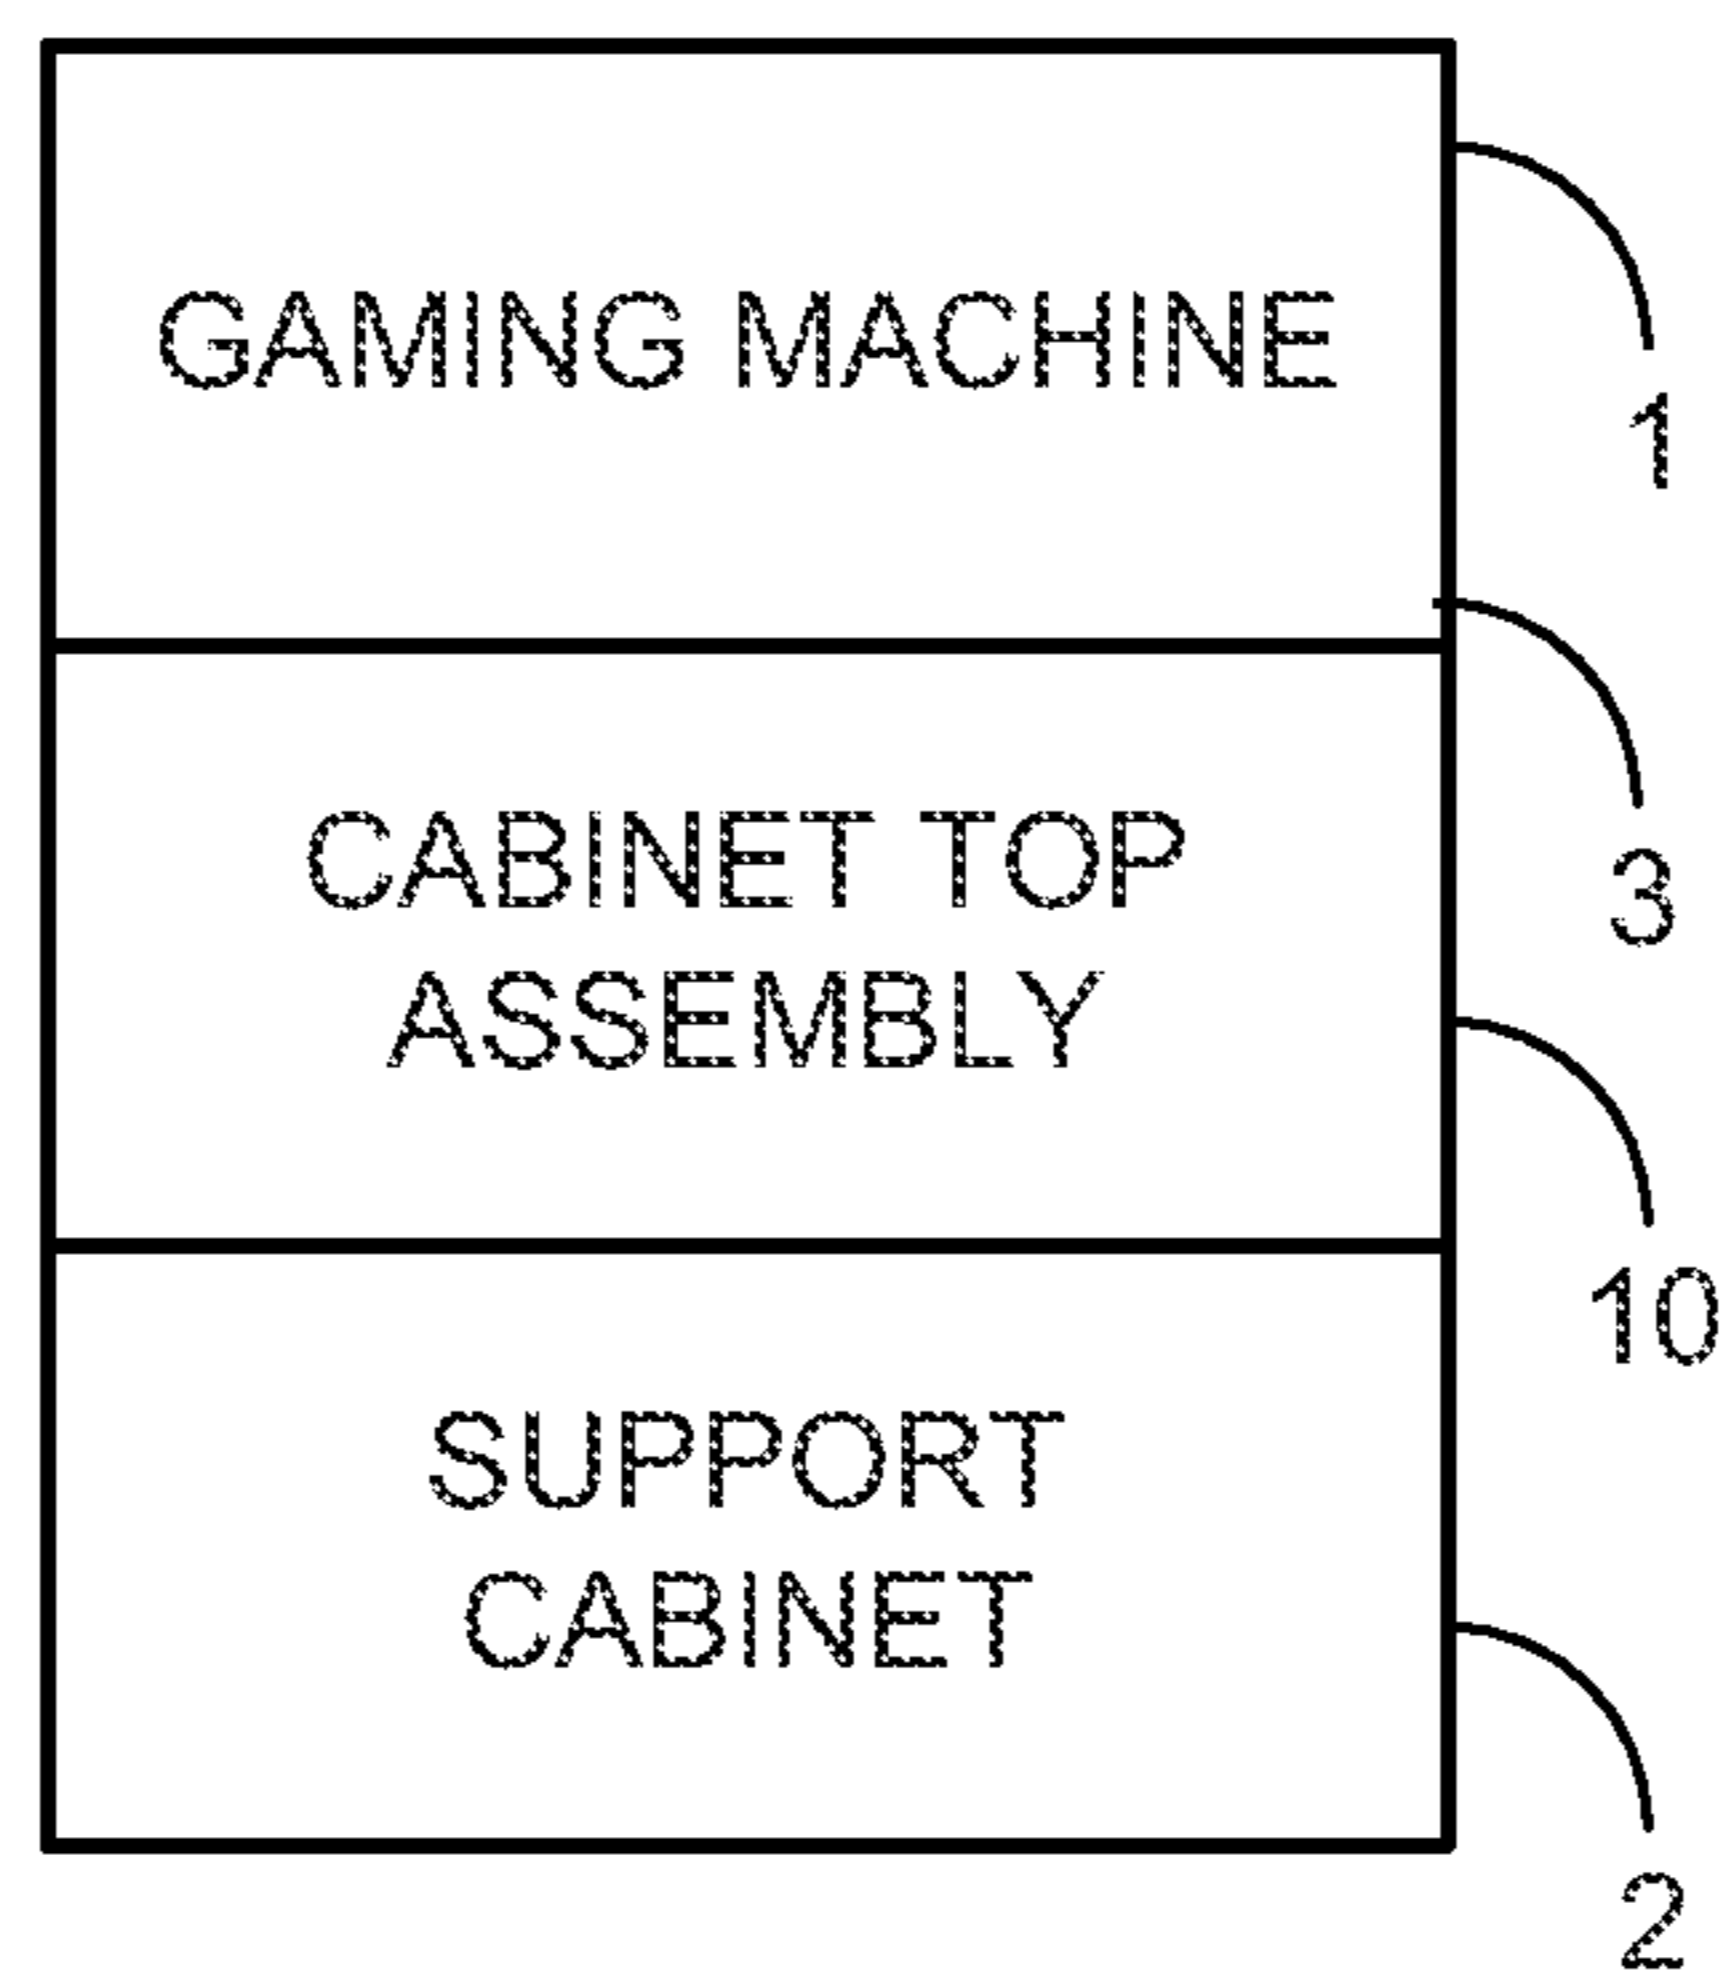 GAMING MACHINE
1
3
CABINET TOP
ASSEMBLY
10
SUPPORT
CABINET
2